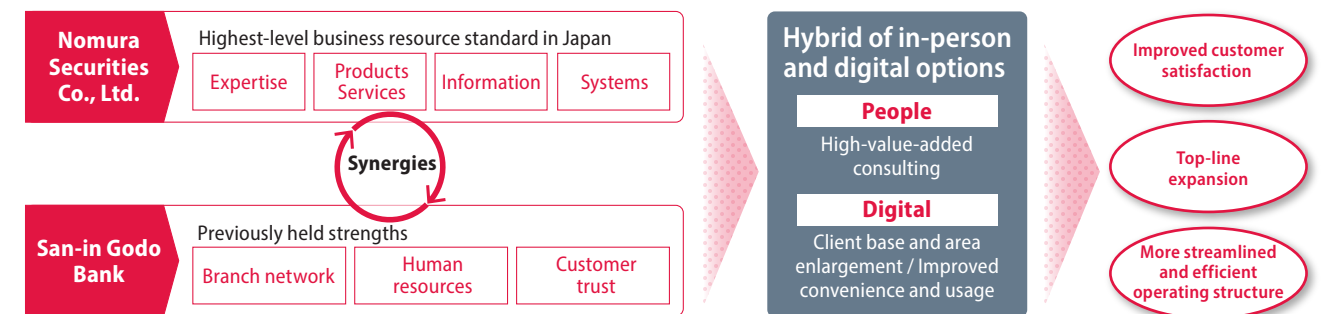 Nomura
Securities
Co., Ltd.
Highest-level business resource standard in Japan
Expertise
Products
Services
Information
Systems
Synergies
San-in Godo
Bank
Previously held strengths
Branch network
Human
resources
Customer
trust
Hybrid of in-person
and digital options
People
High-value-added
consulting
Digital
Client base and area
enlargement / Improved
convenience and usage
Improved customer
satisfaction
Top-line
expansion
More streamlined
and efficient
operating structure